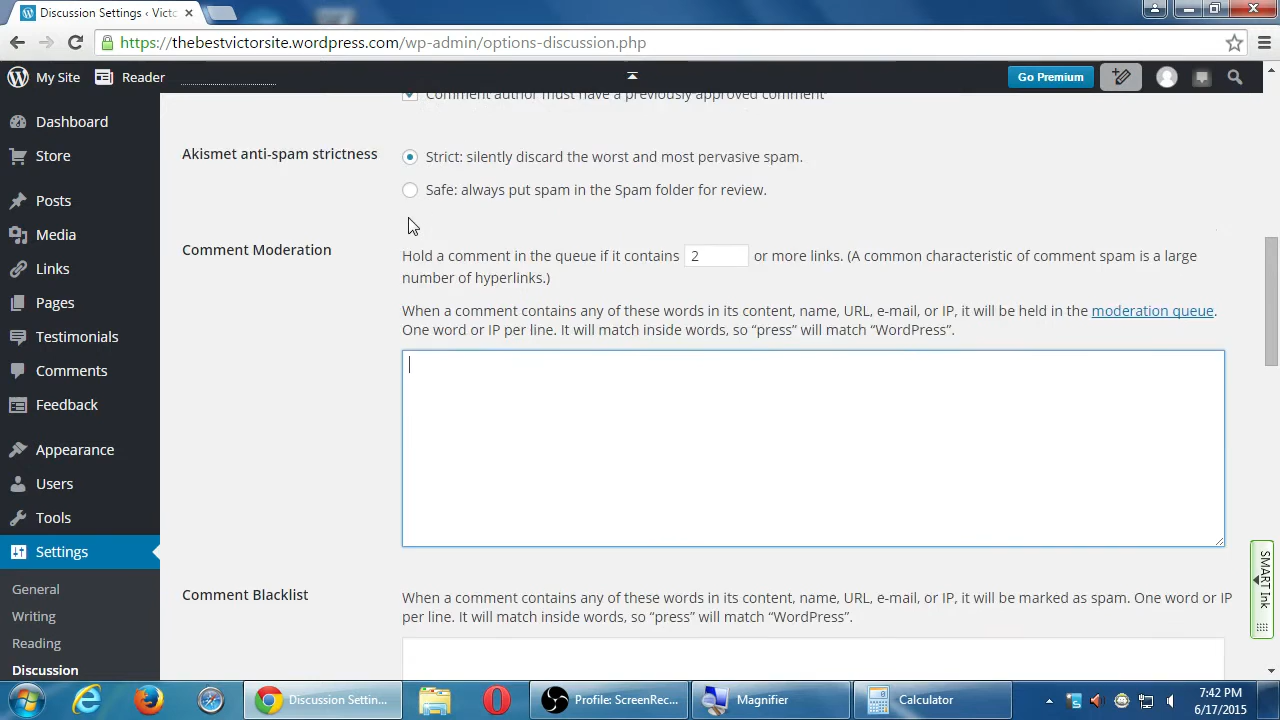 Discussion Settings ‹ Victo
https://thebestvictorsite.wordpress.com/wp-admin/options-discussion.php
My Site
Reader
Go Premium
Dashboard
Store
Posts
Media
Links
Pages
Testimonials
Comments
Feedback
Appearance
Users
Tools
Settings
General
Writing
Reading
Discussion
Comment author must have a previously approved comment
Akismet anti-spam strictness
Strict: silently discard the worst and most pervasive spam.
Safe: always put spam in the Spam folder for review.
Comment Moderation
Hold a comment in the queue if it contains 2 or more links. (A common characteristic of comment spam is a large
number of hyperlinks.)
When a comment contains any of these words in its content, name, URL, e-mail, or IP, it will be held in the moderation queue.
One word or IP per line. It will match inside words, so “press” will match “WordPress”.
Comment Blacklist
When a comment contains any of these words in its content, name, URL, e-mail, or IP, it will be marked as spam. One word or IP
per line. It will match inside words, so “press” will match “WordPress”.
SMART Ink
Discussion Settin...
Profile: ScreenRec...
Magnifier
Calculator
7:42 PM
6/17/2015